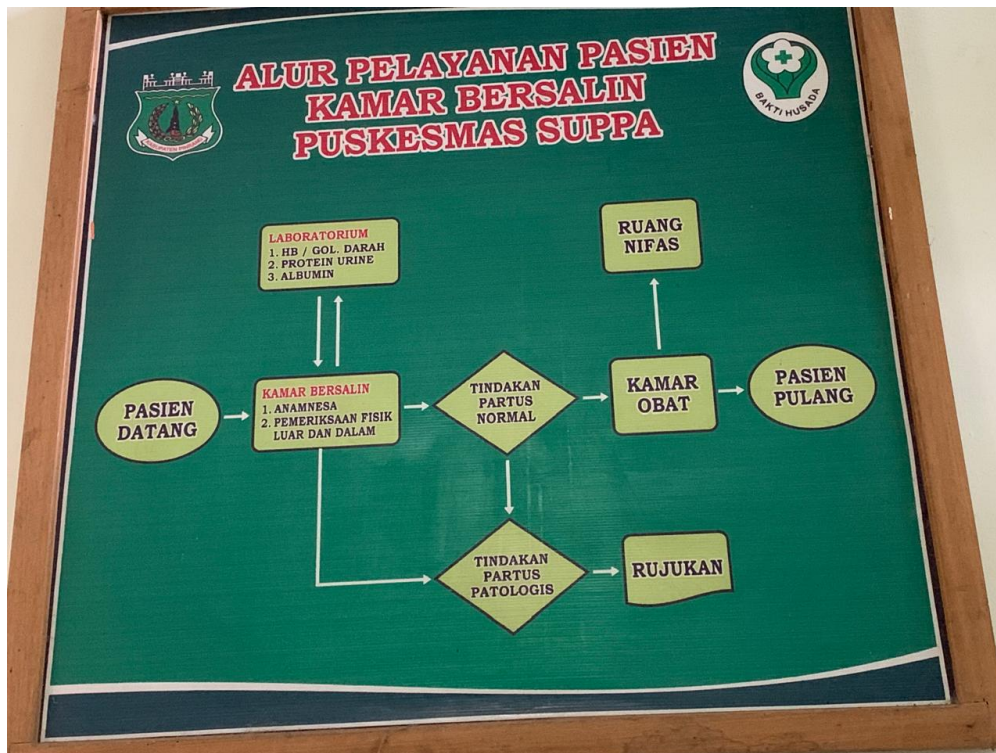 ALUR PELAYANAN PASIEN
KAMAR BERSALIN
PUSKESMAS SUPPA
BAKTI HUSADA
LABORATORIUM
1. HB / GOL. DARAH
2. PROTEIN URINE
3. ALBUMIN
RUANG
NIFAS
PASIEN
DATANG
KAMAR BERSALIN
1. ANAMNESA
2. PEMERIKSAAN FISIK
LUAR DAN DALAM
TINDAKAN
PARTUS
NORMAL
KAMAR
OBAT
PASIEN
PULANG
TINDAKAN
PARTUS
PATOLOGIS
RUJUKAN